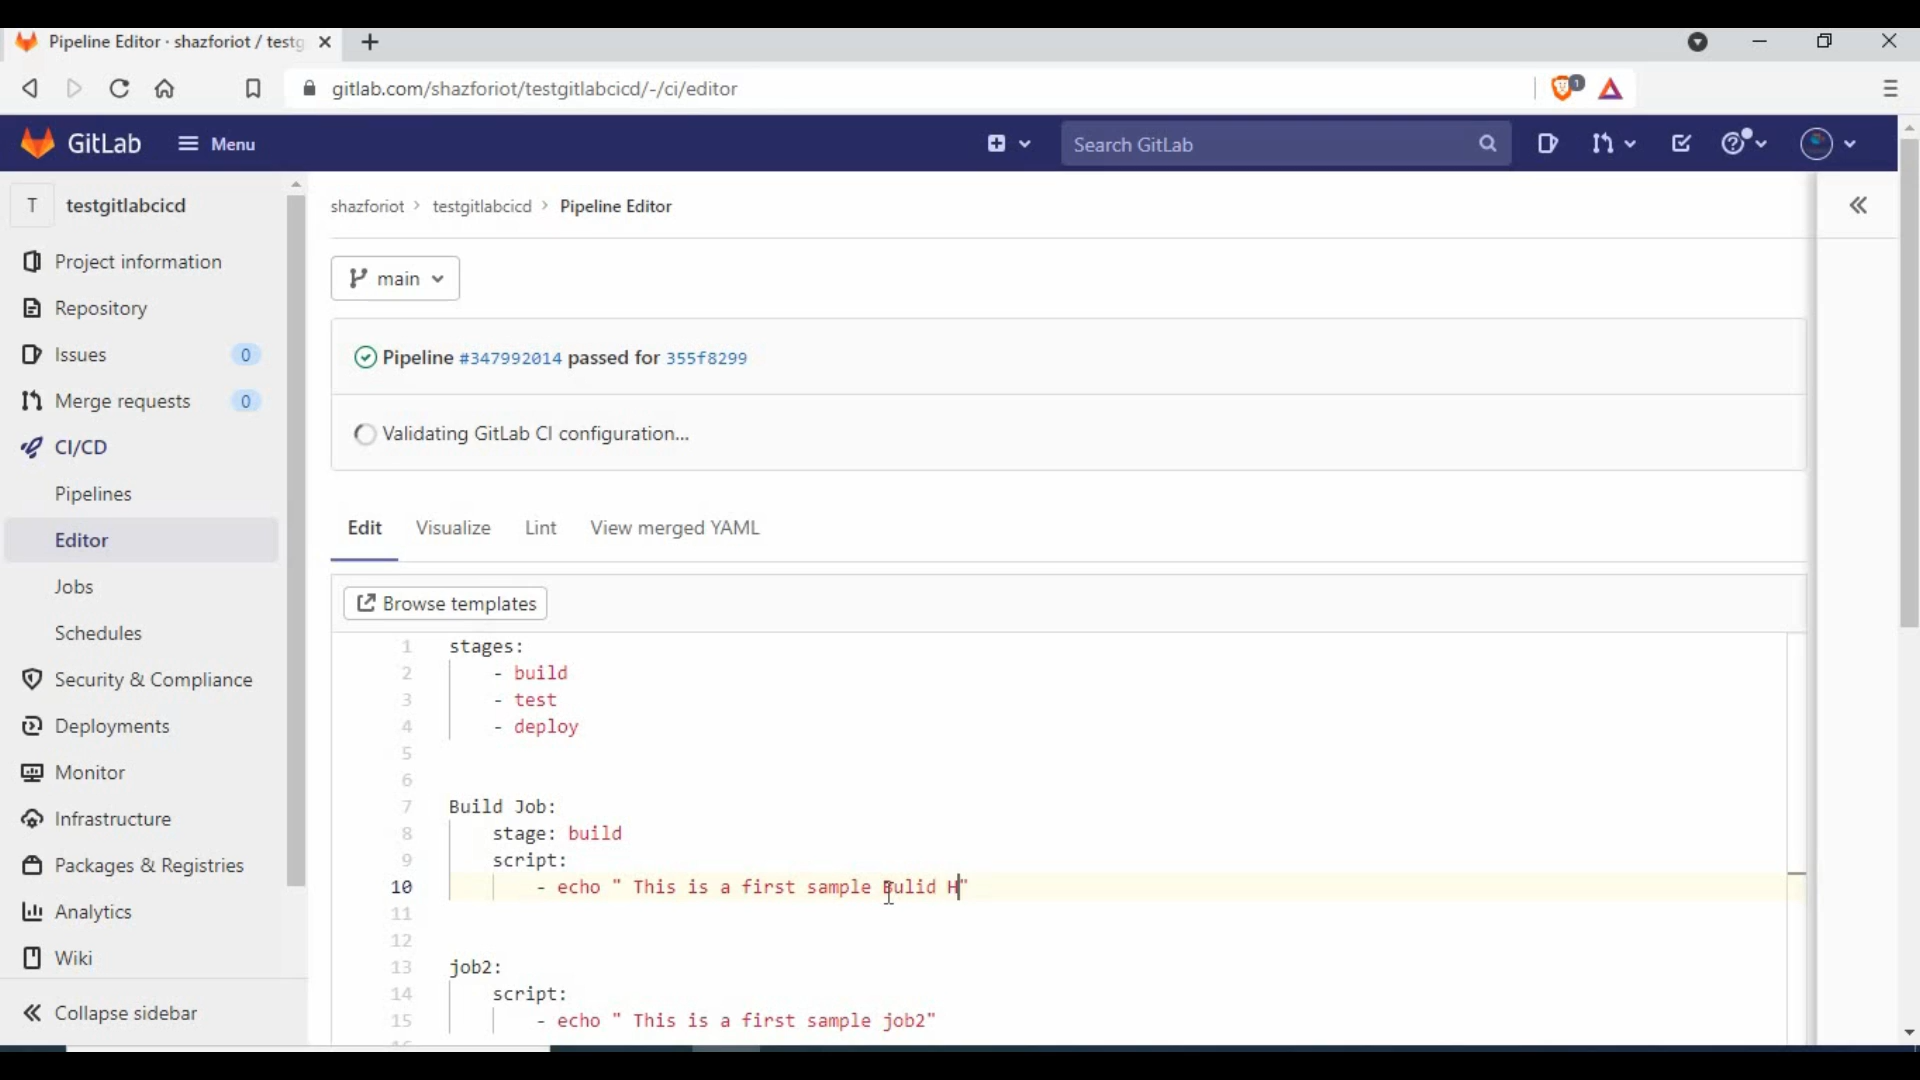 Pipeline Editor · shazforiot / testg
gitlab.com/shazforiot/testgitlabcicd/-/ci/editor
1
GitLab
Menu
Search GitLab
T testgitlabcicd
Project information
Repository
Issues 0
Merge requests 0
CI/CD
Pipelines
Editor
Jobs
Schedules
Security & Compliance
Deployments
Monitor
Infrastructure
Packages & Registries
Analytics
Wiki
Collapse sidebar
shazforiot > testgitlabcicd > Pipeline Editor
main
Pipeline #347992014 passed for 355f8299
Validating GitLab CI configuration...
Edit Visualize Lint View merged YAML
Browse templates
1 stages:
2 - build
3 - test
4 - deploy
5
6
7 Build Job:
8 stage: build
9 script:
10 - echo " This is a first sample Bulid H"
11
12
13 job2:
14 script:
15 - echo " This is a first sample job2"